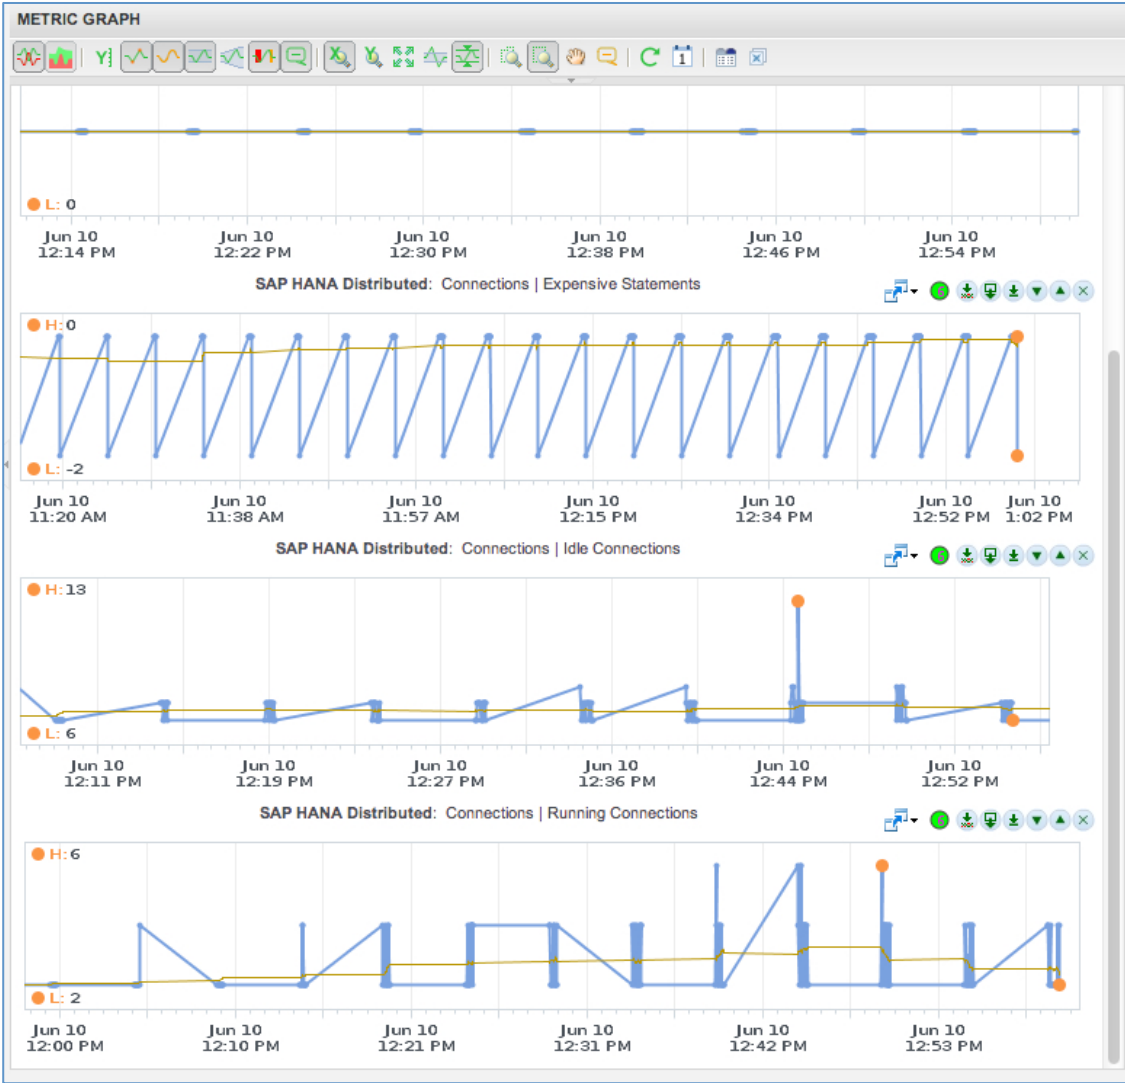 METRIC GRAPH
L: 0
Jun 10 Jun 10 Jun 10 Jun 10 Jun 10 Jun 10
12:14 PM 12:22 PM 12:30 PM 12:38 PM 12:46 PM 12:54 PM
SAP HANA Distributed: Connections | Expensive Statements
H:0
L: -2
Jun 10 Jun 10 Jun 10 Jun 10 Jun 10 Jun 10 Jun 10
11:20 AM 11:38 AM 11:57 AM 12:15 PM 12:34 PM 12:52 PM 1:02 PM
SAP HANA Distributed: Connections | Idle Connections
H:13
L: 6
Jun 10 Jun 10 Jun 10 Jun 10 Jun 10 Jun 10
12:11 PM 12:19 PM 12:27 PM 12:36 PM 12:44 PM 12:52 PM
SAP HANA Distributed: Connections | Running Connections
H:6
L: 2
Jun 10 Jun 10 Jun 10 Jun 10 Jun 10 Jun 10
12:00 PM 12:10 PM 12:21 PM 12:31 PM 12:42 PM 12:53 PM